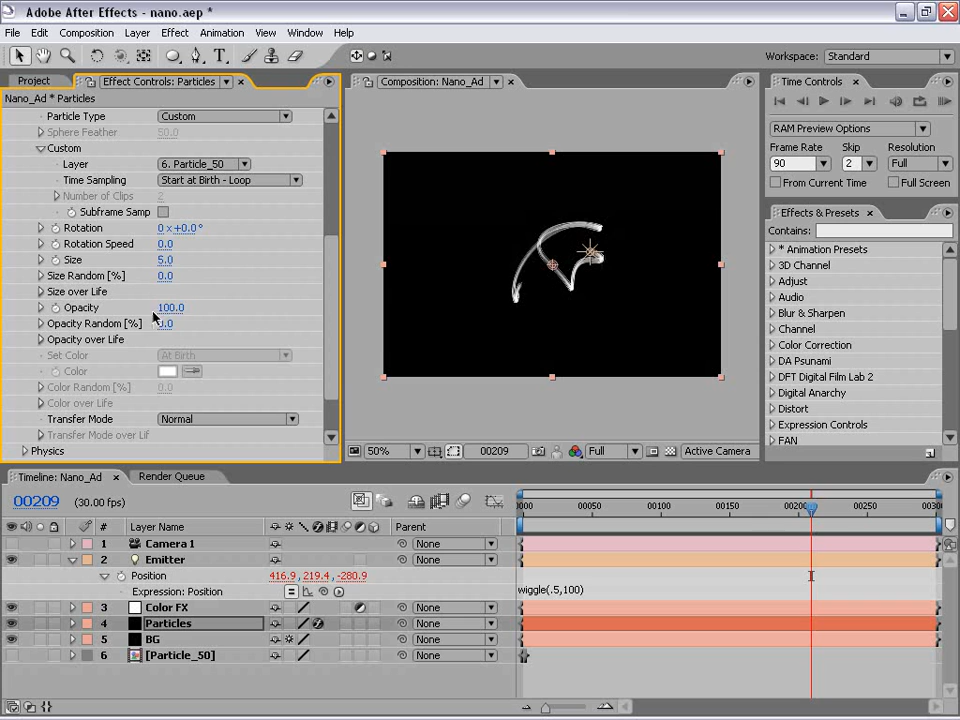 Adobe After Effects - nano.aep *
File Edit Composition Layer Effect Animation View Window Help
Workspace: Standard
Project Effect Controls: Particles
Nano_Ad * Particles
Particle Type Custom
Sphere Feather 50.0
Custom
Layer 6. Particle_50
Time Sampling Start at Birth - Loop
Number of Clips 2
Subframe Samp
Rotation 0 x +0.0 °
Rotation Speed 0.0
Size 5.0
Size Random [%] 0.0
Size over Life
Opacity 100.0
Opacity Random [%] 0.0
Opacity over Life
Set Color At Birth
Color
Color Random [%] 0.0
Color over Life
Transfer Mode Normal
Transfer Mode over Lif
Physics
Composition: Nano_Ad
50% 00209 Full Active Camera
Time Controls
RAM Preview Options
Frame Rate Skip Resolution
90 2 Full
From Current Time Full Screen
Effects & Presets
Contains:
* Animation Presets
3D Channel
Adjust
Audio
Blur & Sharpen
Channel
Color Correction
DA Psunami
DFT Digital Film Lab 2
Digital Anarchy
Distort
Expression Controls
FAN
Timeline: Nano_Ad Render Queue
00209 (30.00 fps)
0000 00050 00100 00150 00200 00250 0030
# Layer Name Parent
1 Camera 1 None
2 Emitter None
Position 416.9, 219.4, -280.9
Expression: Position wiggle(.5,100)
3 Color FX None
4 Particles None
5 BG None
6 [Particle_50] None